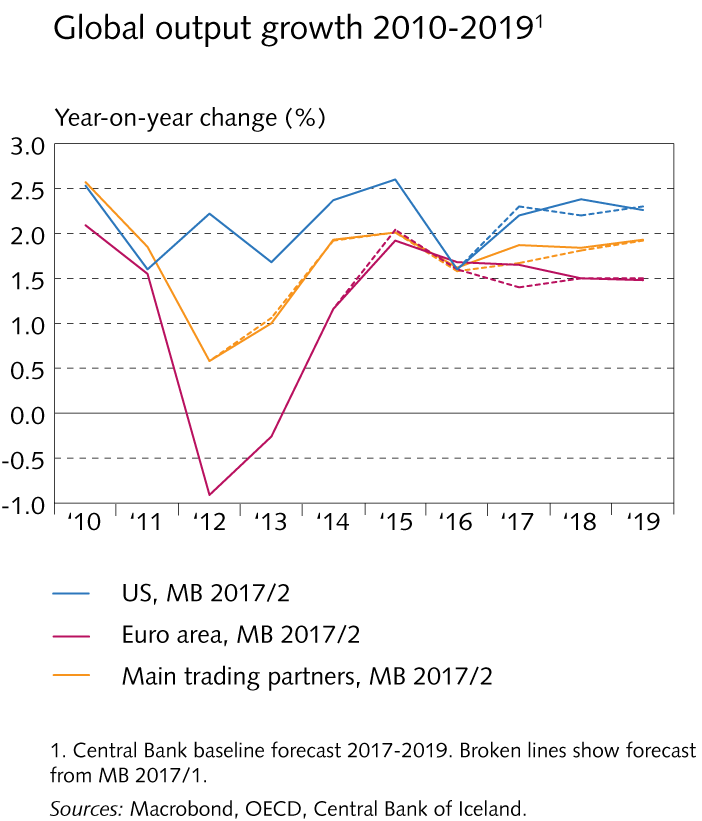 Global output growth 2010-2019¹
Year-on-year change (%)
3.0
2.5
2.0
1.5
1.0
0.5
0.0
-0.5
-1.0
‘10 ‘11 ‘12 ‘13 ‘14 ‘15 ‘16 ‘17 ‘18 ‘19
US, MB 2017/2
Euro area, MB 2017/2
Main trading partners, MB 2017/2
1. Central Bank baseline forecast 2017-2019. Broken lines show forecast
from MB 2017/1.
Sources: Macrobond, OECD, Central Bank of Iceland.